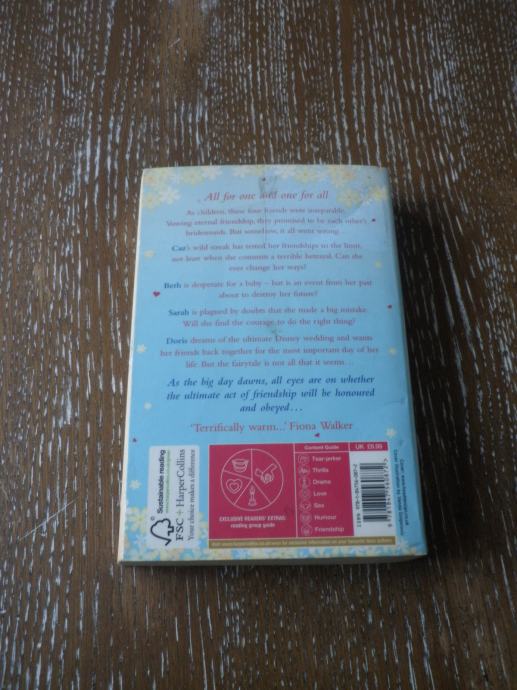 All for one and one for all
As children, these four friends were inseparable.
Vowing eternal friendship, they promised to be each other's
bridesmaids. But somehow, it all went wrong...
Caz's wild streak has tested her friendships to the limit,
not least when she commits a terrible betrayal. Can she
ever change her ways?
Beth is desperate for a baby – but is an event from her past
about to destroy her future?
Sarah is plagued by doubts that she made a big mistake.
Will she find the courage to do the right thing?
Doris dreams of the ultimate Disney wedding and wants
her friends back together for the most important day of her
life. But the fairytale is not all that it seems...
As the big day dawns, all eyes are on whether
the ultimate act of friendship will be honoured
and obeyed...
'Terrifically warm...' Fiona Walker
Sustainable reading
FSC + HarperCollins
Your choice makes a difference
EXCLUSIVE READERS' EXTRAS:
reading group guide
Content Guide
UK £6.99
Tear-jerker
Thrills
Drama
Love
Sex
Humour
Friendship